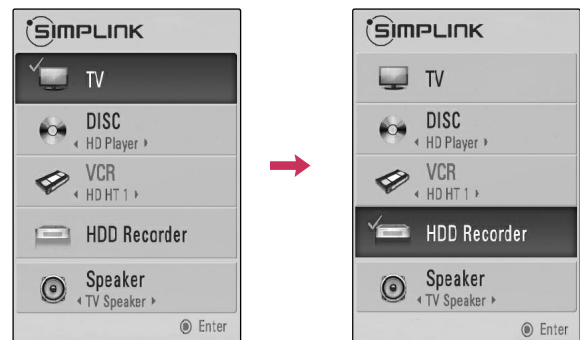 SIMPLINK
TV
DISC
HD Player
VCR
HD HT 1
HDD Recorder
Speaker
TV Speaker
Enter
SIMPLINK
TV
DISC
HD Player
VCR
HD HT 1
HDD Recorder
Speaker
TV Speaker
Enter